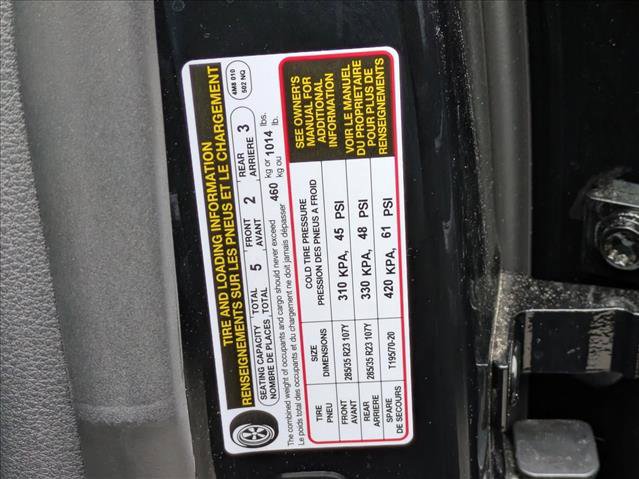 TIRE AND LOADING INFORMATION
RENSEIGNEMENTS SUR LES PNEUS ET LE CHARGEMENT
4M8 010
502 NQ
SEATING CAPACITY TOTAL 5 FRONT 2 REAR 3
NOMBRE DE PLACES TOTAL AVANT ARRIERE
The combined weight of occupants and cargo should never exceed 460 kg or 1014 lbs.
Le poids total des occupants et du chargement ne doit jamais dépasser kg ou lb.
TIRE SIZE COLD TIRE PRESSURE
PNEU DIMENSIONS PRESSION DES PNEUS A FROID
FRONT 285/35 R23 107Y 310 KPA, 45 PSI
AVANT
REAR 285/35 R23 107Y 330 KPA, 48 PSI
ARRIERE
SPARE T195/70-20 420 KPA, 61 PSI
DE SECOURS
SEE OWNER'S
MANUAL FOR
ADDITIONAL
INFORMATION
VOIR LE MANUEL
DU PROPRIETAIRE
POUR PLUS DE
RENSEIGNEMENTS